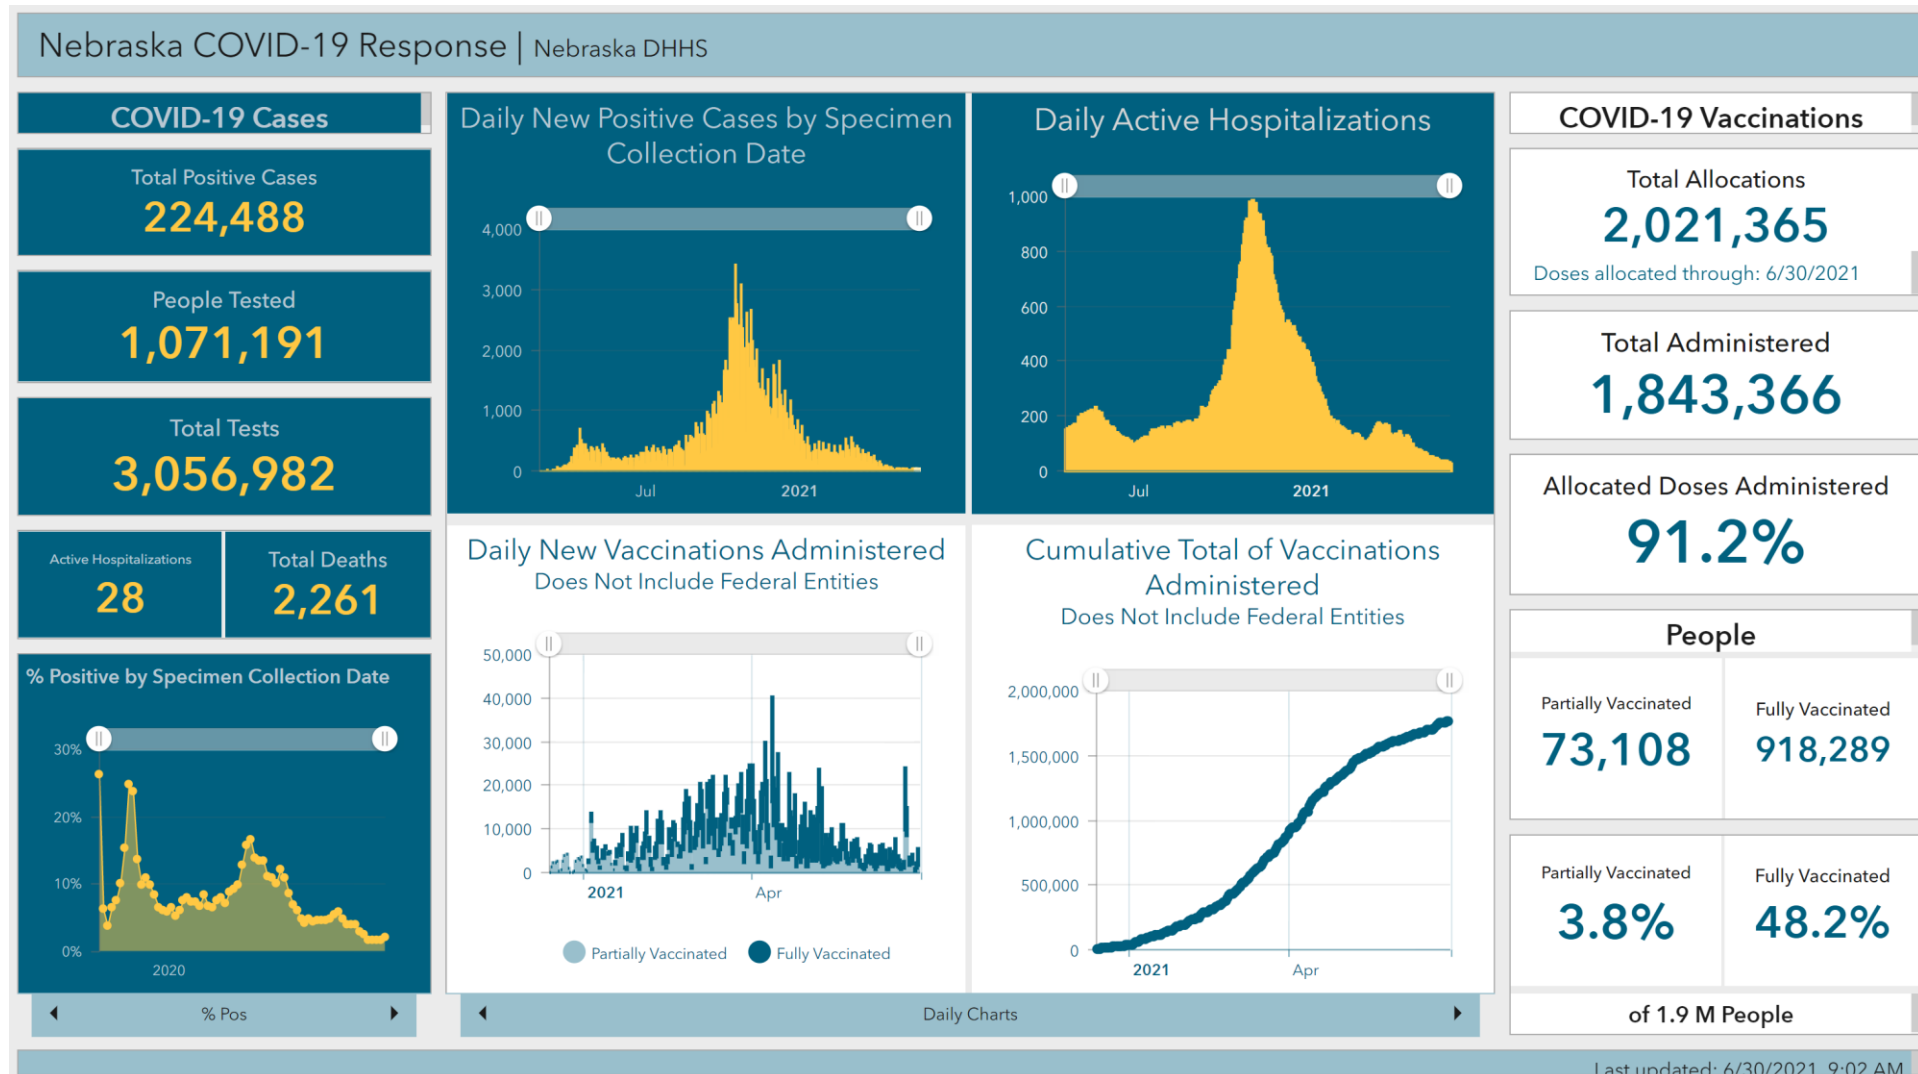 Nebraska COVID-19 Response | Nebraska DHHS
COVID-19 Cases
Total Positive Cases
224,488
People Tested
1,071,191
Total Tests
3,056,982
Active Hospitalizations
28
Total Deaths
2,261
% Positive by Specimen Collection Date
30%
20%
10%
0%
2020
% Pos
Daily New Positive Cases by Specimen
Collection Date
4,000
3,000
2,000
1,000
0
Jul
2021
Daily Active Hospitalizations
1,000
800
600
400
200
0
Jul
2021
Daily New Vaccinations Administered
Does Not Include Federal Entities
50,000
40,000
30,000
20,000
10,000
0
2021
Apr
Partially Vaccinated
Fully Vaccinated
Cumulative Total of Vaccinations
Administered
Does Not Include Federal Entities
2,000,000
1,500,000
1,000,000
500,000
0
2021
Apr
Daily Charts
COVID-19 Vaccinations
Total Allocations
2,021,365
Doses allocated through: 6/30/2021
Total Administered
1,843,366
Allocated Doses Administered
91.2%
People
Partially Vaccinated
73,108
Fully Vaccinated
918,289
Partially Vaccinated
3.8%
Fully Vaccinated
48.2%
of 1.9 M People
Last updated: 6/30/2021, 9:02 AM